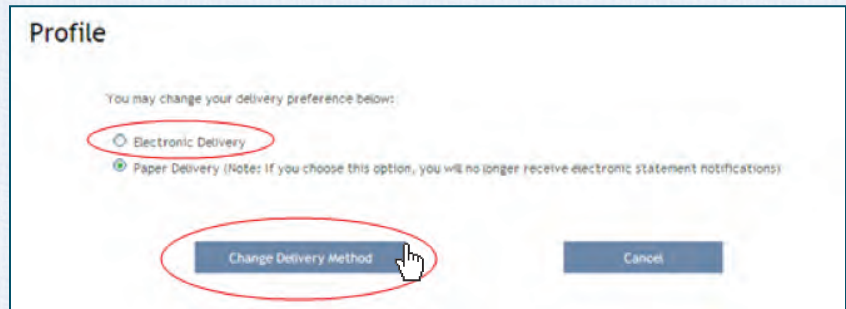 Profile
You may change your delivery preference below:
Electronic Delivery
Paper Delivery (Note: If you choose this option, you will no longer receive electronic statement notifications)
Change Delivery Method
Cancel